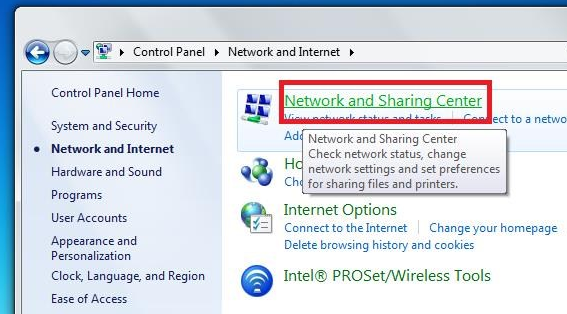 Control Panel Network and Internet
Control Panel Home
System and Security
Network and Internet
Hardware and Sound
Programs
User Accounts
Appearance and
Personalization
Clock, Language, and Region
Ease of Access
Network and Sharing Center
View network status and tasks Connect to a netwo
Add
Network and Sharing Center
Check network status, change
network settings and set preferences
for sharing files and printers.
Ho
Cho
Internet Options
Connect to the Internet Change your homepage
Delete browsing history and cookies
Intel® PROSet/Wireless Tools